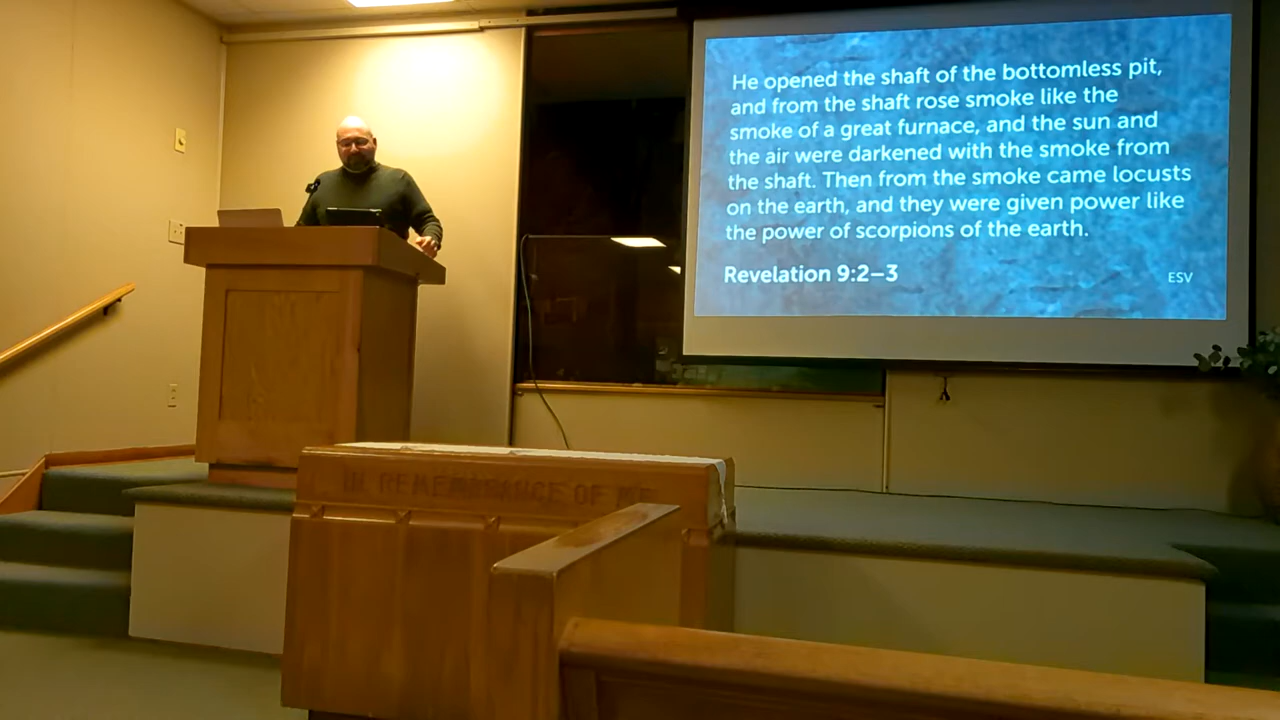 He opened the shaft of the bottomless pit,
and from the shaft rose smoke like the
smoke of a great furnace, and the sun and
the air were darkened with the smoke from
the shaft. Then from the smoke came locusts
on the earth, and they were given power like
the power of scorpions of the earth.
Revelation 9:2–3
ESV
IN REMEMBRANCE OF ME